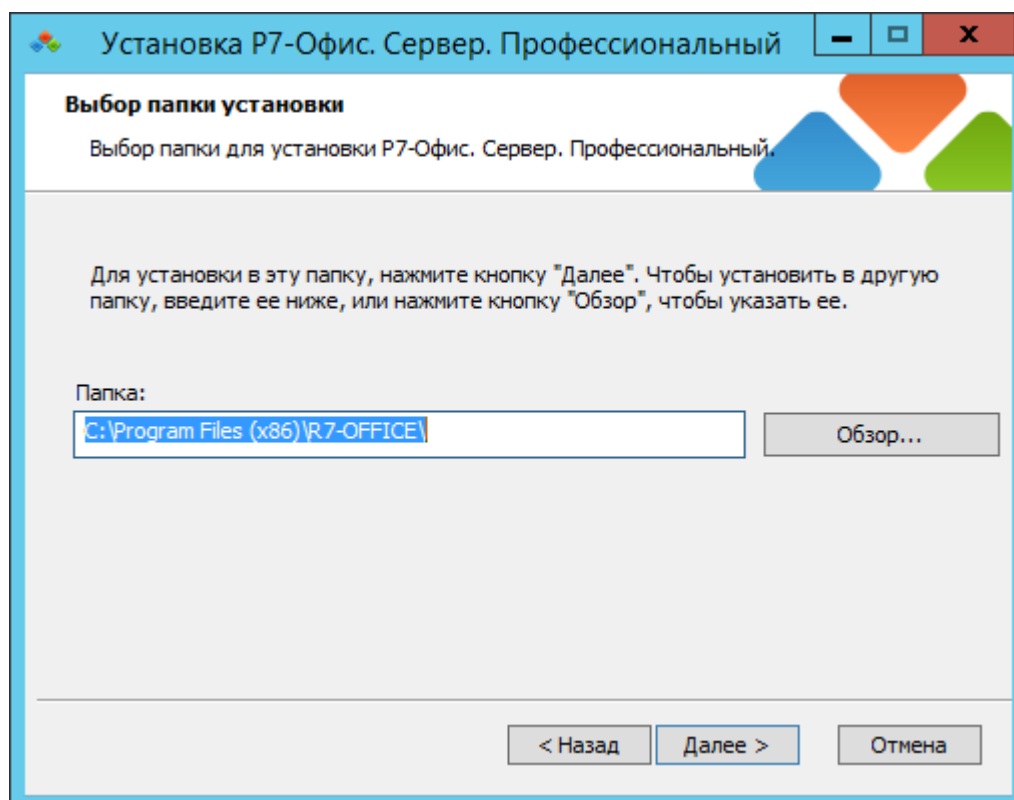 Установка Р7-Офис. Сервер. Профессиональный
Выбор папки установки
Выбор папки для установки Р7-Офис. Сервер. Профессиональный.
Для установки в эту папку, нажмите кнопку "Далее". Чтобы установить в другую
папку, введите ее ниже, или нажмите кнопку "Обзор", чтобы указать ее.
Папка:
C:\Program Files (x86)\R7-OFFICE\
Обзор...
< Назад
Далее >
Отмена